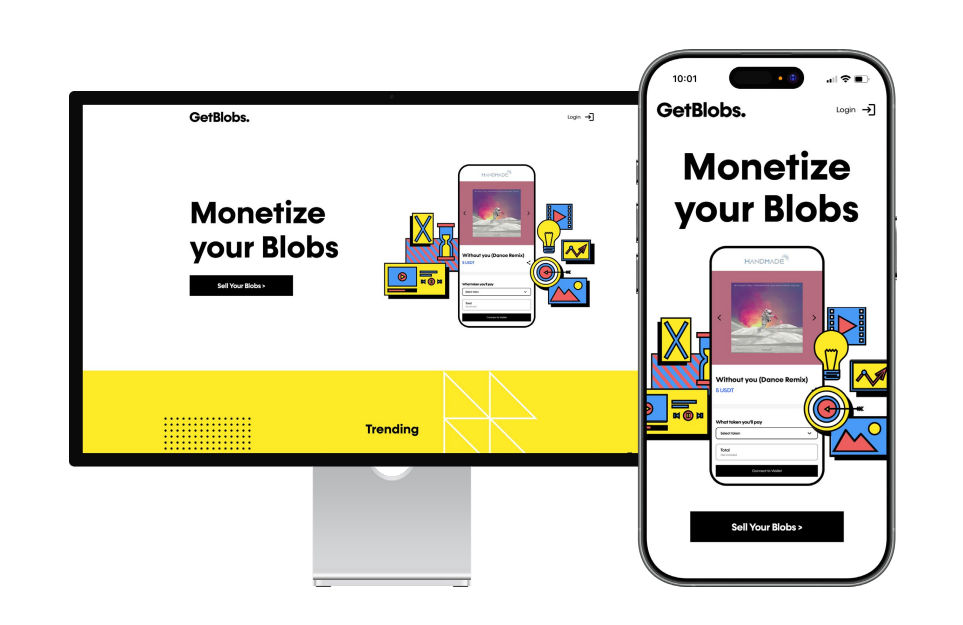 GetBlobs.
Login
Monetize
your Blobs
Sell Your Blobs >
HANDMADE
Without you (Dance Remix)
5 USDT
What token you'll pay
Select token
Total
Connect to Wallet
Trending
10:01
GetBlobs.
Login
Monetize
your Blobs
HANDMADE
Without you (Dance Remix)
5 USDT
What token you'll pay
Select token
Total
Connect to Wallet
Sell Your Blobs >